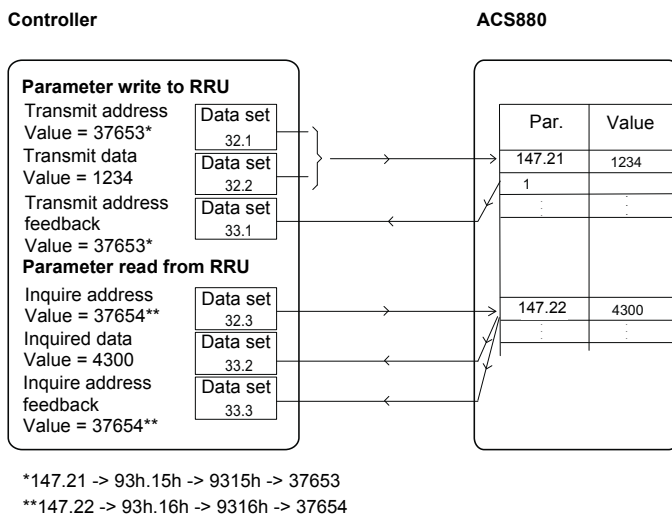 Controller
ACS880
Parameter write to RRU
Transmit address
Value = 37653*
Data set
32.1
Transmit data
Value = 1234
Data set
32.2
Transmit address
feedback
Value = 37653*
Data set
33.1
Parameter read from RRU
Inquire address
Value = 37654**
Data set
32.3
Inquired data
Value = 4300
Data set
33.2
Inquire address
feedback
Value = 37654**
Data set
33.3
Par. Value
147.21 1234
1
147.22 4300
*147.21 -> 93h.15h -> 9315h -> 37653
**147.22 -> 93h.16h -> 9316h -> 37654